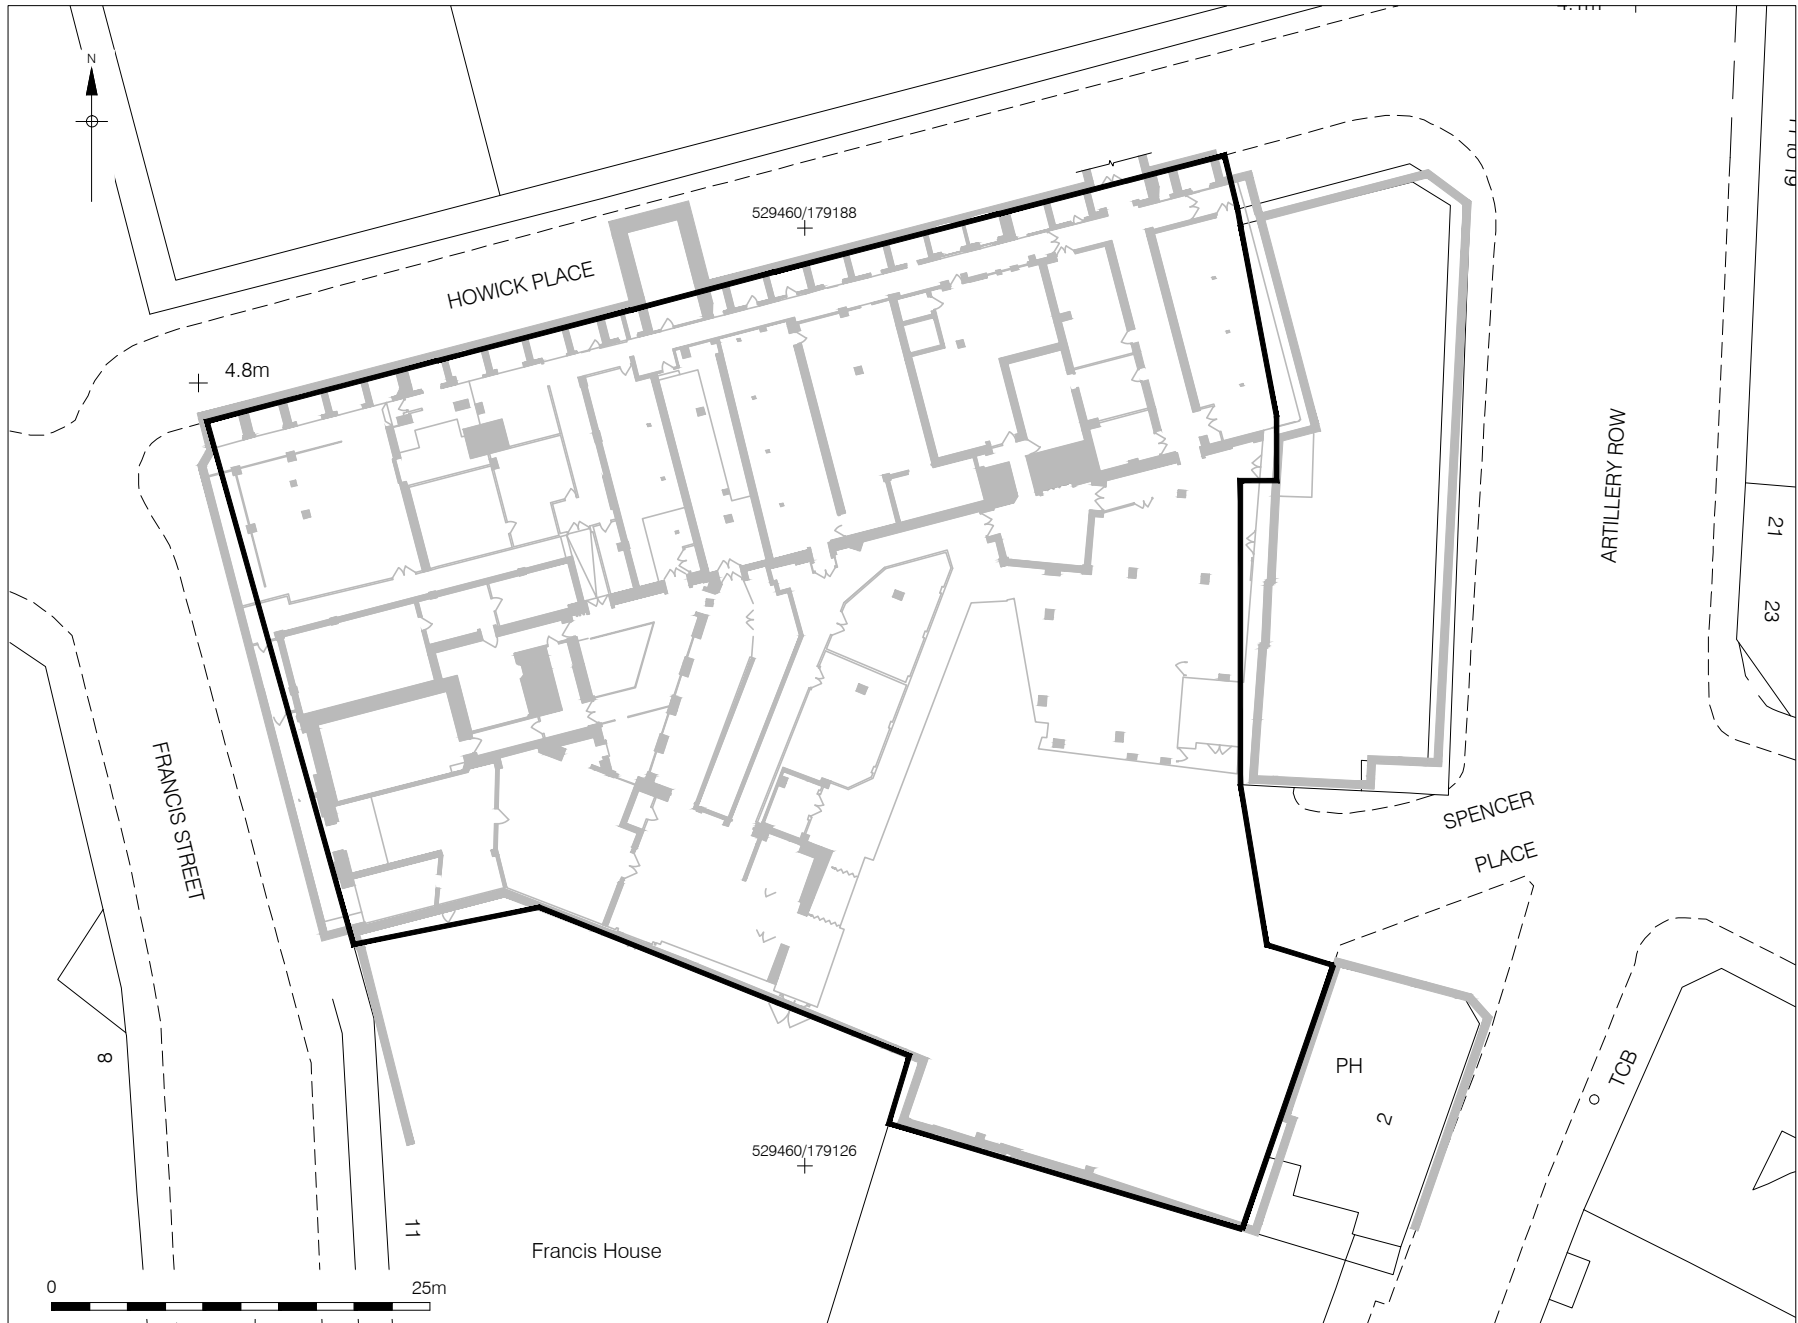 N
529460/179188
HOWICK PLACE
4.8m
ARTILLERY ROW
21
23
FRANCIS STREET
SPENCER
PLACE
8
PH
2
TCB
529460/179126
11
Francis House
0
25m